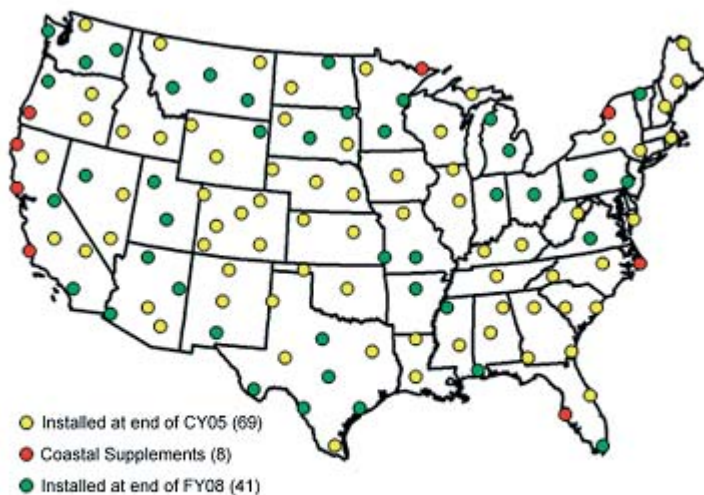 Installed at end of CY05 (69)
Coastal Supplements (8)
Installed at end of FY08 (41)